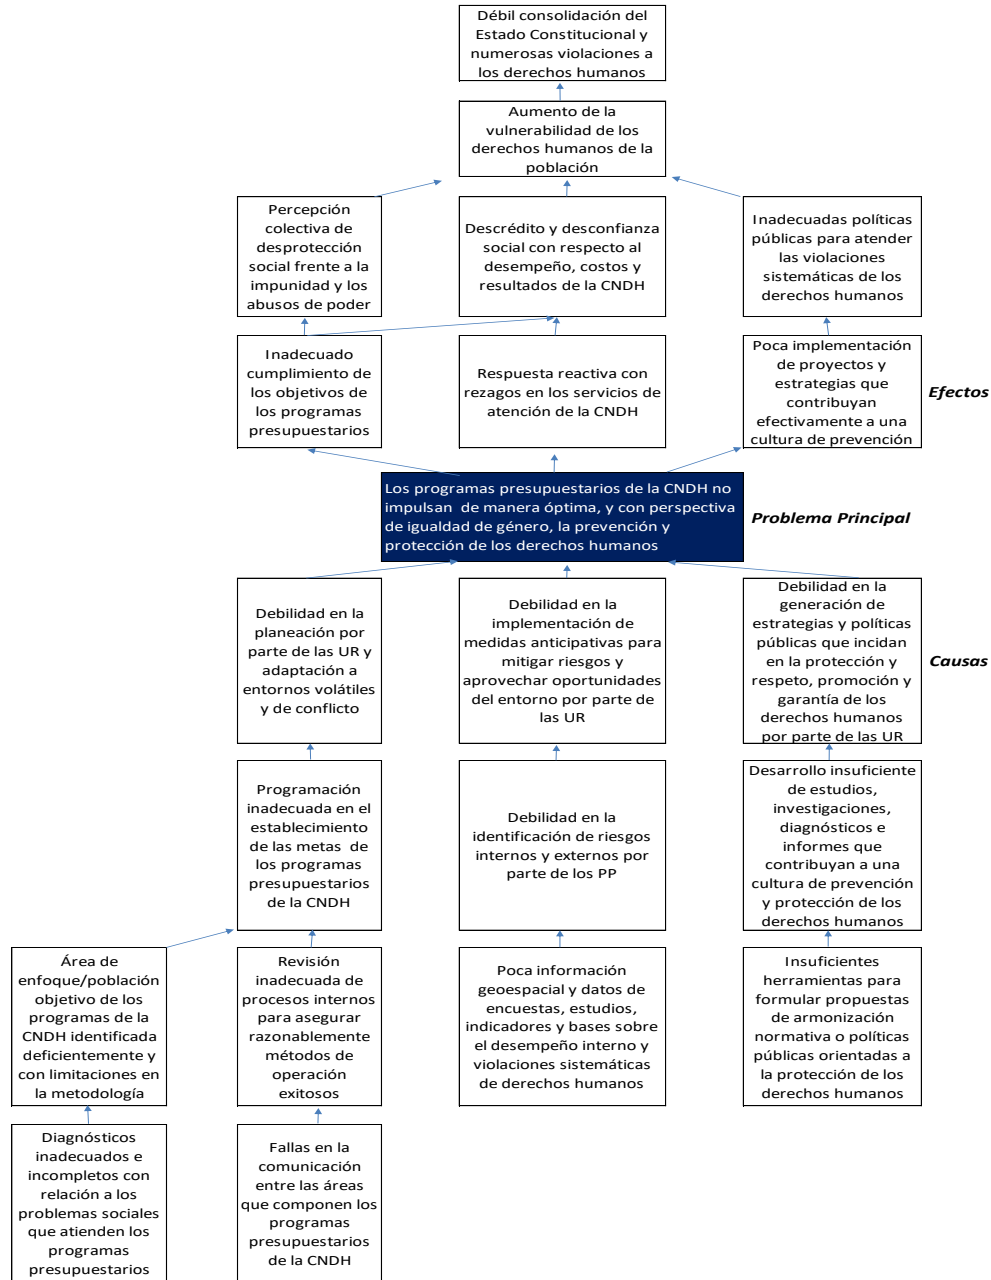 Débil consolidación del
Estado Constitucional y
numerosas violaciones a
los derechos humanos
Aumento de la
vulnerabilidad de los
derechos humanos de la
población
Percepción
colectiva de
desprotección
social frente a la
impunidad y los
abusos de poder
Descrédito y desconfianza
social con respecto al
desempeño, costos y
resultados de la CNDH
Inadecuadas políticas
públicas para atender
las violaciones
sistemáticas de los
derechos humanos
Inadecuado
cumplimiento de
los objetivos de
los programas
presupuestarios
Respuesta reactiva con
rezagos en los servicios de
atención de la CNDH
Poca implementación
de proyectos y
estrategias que
contribuyan
efectivamente a una
cultura de prevención
Efectos
Los programas presupuestarios de la CNDH no
impulsan de manera óptima, y con perspectiva
de igualdad de género, la prevención y
protección de los derechos humanos
Problema Principal
Debilidad en la
planeación por
parte de las UR y
adaptación a
entornos volátiles
y de conflicto
Debilidad en la
implementación de
medidas anticipativas para
mitigar riesgos y
aprovechar oportunidades
del entorno por parte de
las UR
Debilidad en la
generación de
estrategias y políticas
públicas que incidan
en la protección y
respeto, promoción y
garantía de los
derechos humanos
por parte de las UR
Causas
Programación
inadecuada en el
establecimiento
de las metas de
los programas
presupuestarios
de la CNDH
Debilidad en la
identificación de riesgos
internos y externos por
parte de los PP
Desarrollo insuficiente
de estudios,
investigaciones,
diagnósticos e
informes que
contribuyan a una
cultura de prevención
y protección de los
derechos humanos
Área de
enfoque/población
objetivo de los
programas de la
CNDH identificada
deficientemente y
con limitaciones en
la metodología
Revisión
inadecuada de
procesos internos
para asegurar
razonablemente
métodos de
operación
exitosos
Poca información
geoespacial y datos de
encuestas, estudios,
indicadores y bases sobre
el desempeño interno y
violaciones sistemáticas
de derechos humanos
Insuficientes
herramientas para
formular propuestas
de armonización
normativa o políticas
públicas orientadas a
la protección de los
derechos humanos
Diagnósticos
inadecuados e
incompletos con
relación a los
problemas sociales
que atienden los
programas
presupuestarios
Fallas en la
comunicación
entre las áreas
que componen los
programas
presupuestarios
de la CNDH